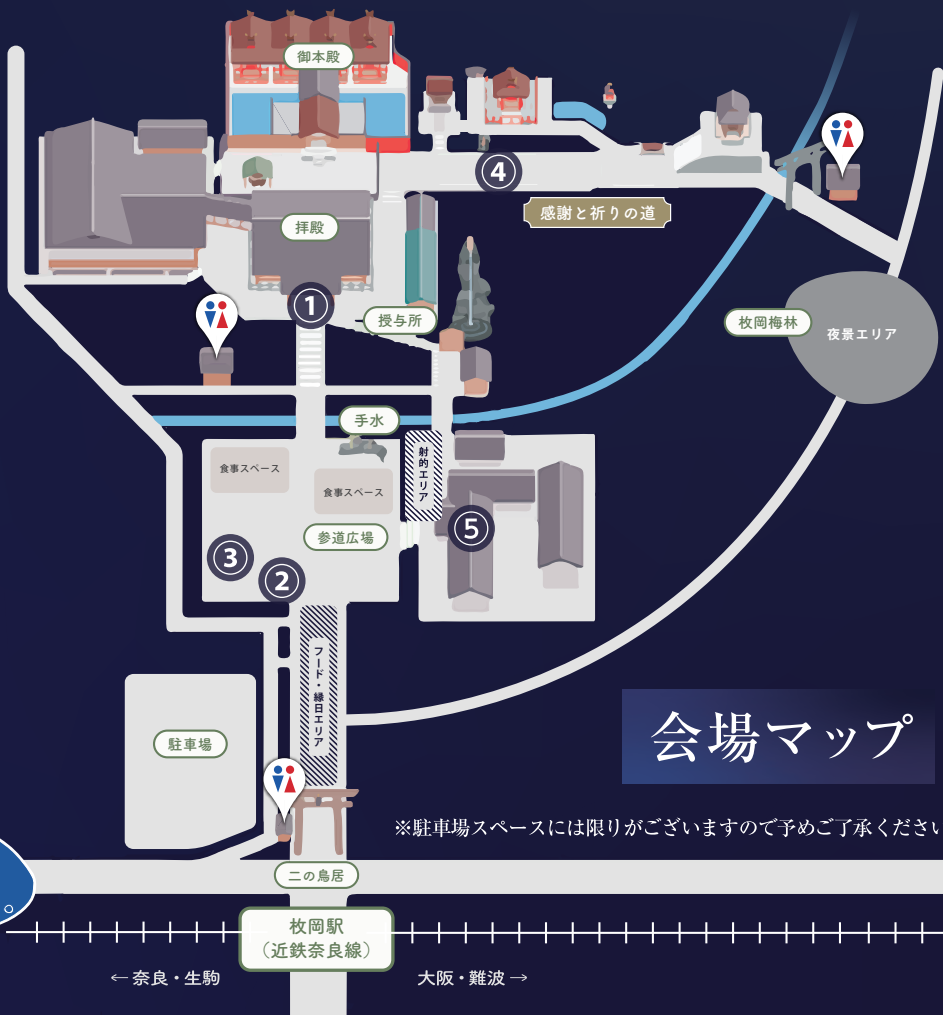 御本殿
④
感謝と祈りの道
拝殿
①
授与所
枚岡梅林
夜景エリア
手水
射的エリア
食事スペース
食事スペース
参道広場
⑤
③
②
フード・縁日エリア
会場マップ
駐車場
※駐車場スペースには限りがございますので予めご了承ください
二の鳥居
。
枚岡駅
（近鉄奈良線）
← 奈良・生駒
大阪・難波 →